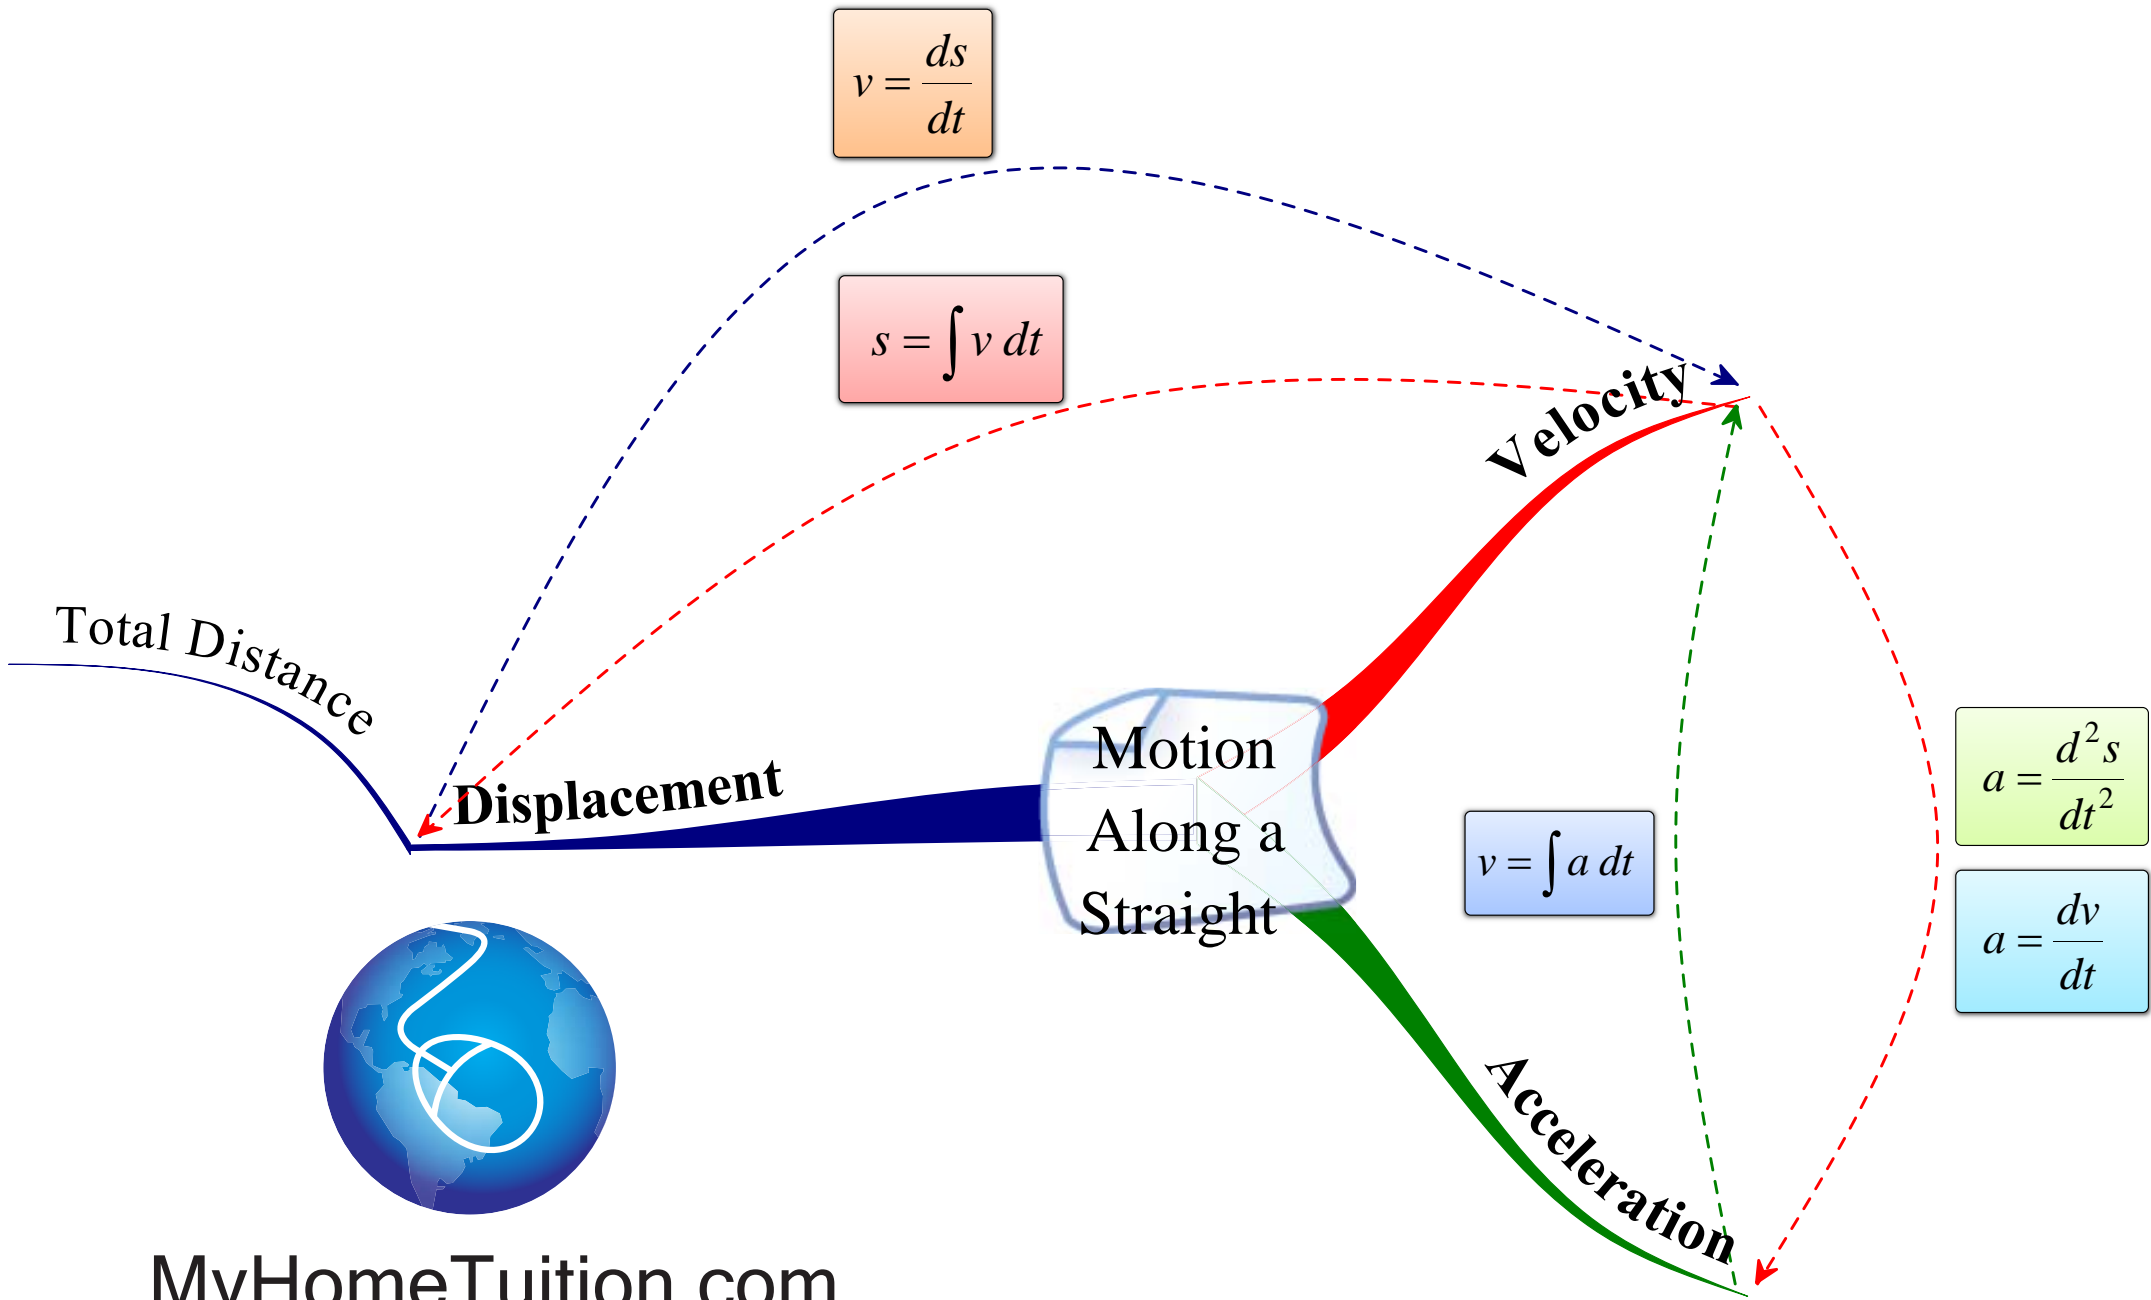 v = ds/dt
s = ∫ v dt
Velocity
Total Distance
Displacement
Motion
Along a
Straight
v = ∫ a dt
a = d²s/dt²
a = dv/dt
Acceleration
MyHomeTuition.com